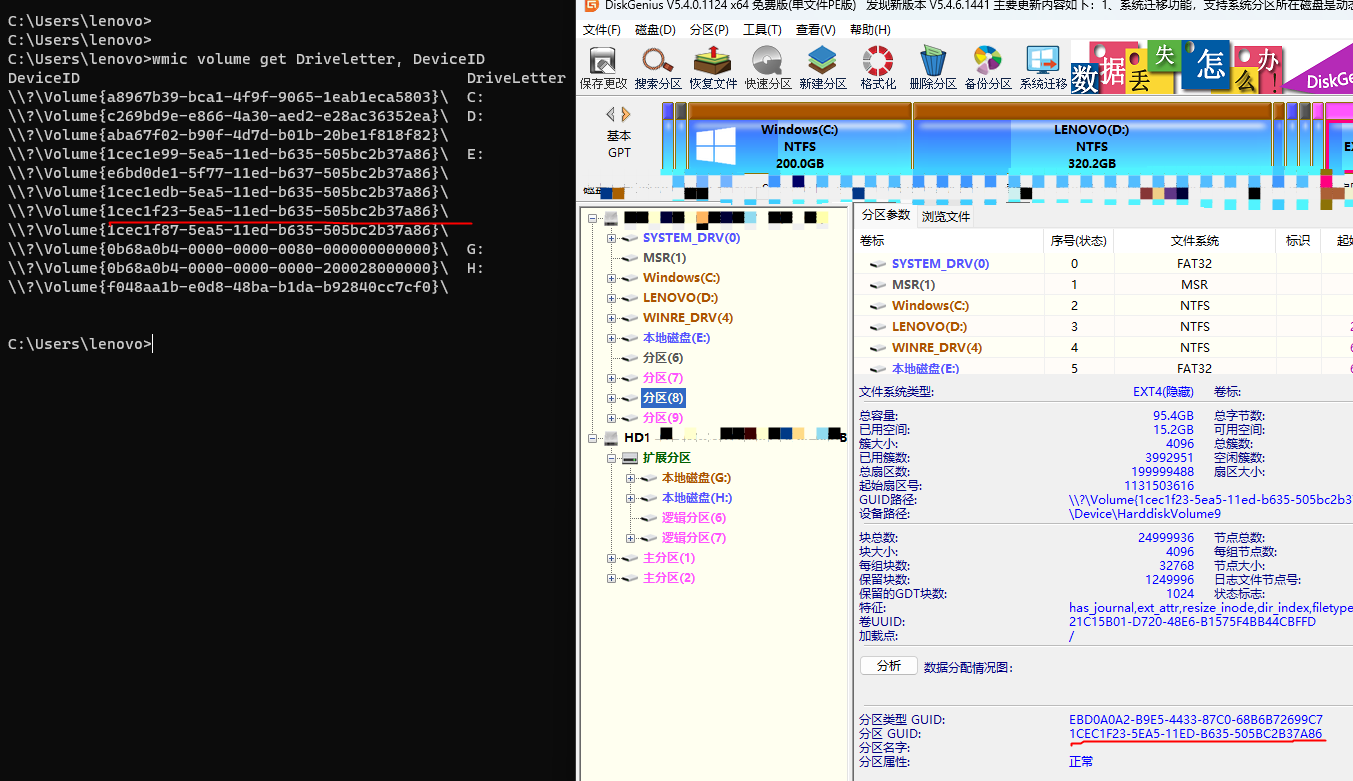 C:\Users\lenovo>
C:\Users\lenovo>
C:\Users\lenovo>wmic volume get Driveletter, DeviceID
DeviceID DriveLetter
\\?\Volume{a8967b39-bca1-4f9f-9065-1eab1eca5803}\ C:
\\?\Volume{c269bd9e-e866-4a30-aed2-e28ac36352ea}\ D:
\\?\Volume{aba67f02-b90f-4d7d-b01b-20be1f818f82}\
\\?\Volume{1cec1e99-5ea5-11ed-b635-505bc2b37a86}\ E:
\\?\Volume{e6bd0de1-5f77-11ed-b637-505bc2b37a86}\
\\?\Volume{1cec1edb-5ea5-11ed-b635-505bc2b37a86}\
\\?\Volume{1cec1f23-5ea5-11ed-b635-505bc2b37a86}\
\\?\Volume{1cec1f87-5ea5-11ed-b635-505bc2b37a86}\
\\?\Volume{0b68a0b4-0000-0000-0080-000000000000}\ G:
\\?\Volume{0b68a0b4-0000-0000-0000-200028000000}\ H:
\\?\Volume{f048aa1b-e0d8-48ba-b1da-b92840cc7cf0}\
C:\Users\lenovo>
DiskGenius V5.4.0.1124 x64 免费版(单文件PE版) 发现新版本 V5.4.6.1441 主要更新内容如下：1、系统迁移功能，支持系统分区所在磁盘是动态
文件(F) 磁盘(D) 分区(P) 工具(T) 查看(V) 帮助(H)
保存更改 搜索分区 恢复文件 快速分区 新建分区 格式化 删除分区 备份分区 系统迁移
数据丢失怎么办!
DiskGe
基本
GPT
Windows(C:)
NTFS
200.0GB
LENOVO(D:)
NTFS
320.2GB
SYSTEM_DRV(0)
MSR(1)
Windows(C:)
LENOVO(D:)
WINRE_DRV(4)
本地磁盘(E:)
分区(6)
分区(7)
分区(8)
分区(9)
HD1
扩展分区
本地磁盘(G:)
本地磁盘(H:)
逻辑分区(6)
逻辑分区(7)
主分区(1)
主分区(2)
分区参数 浏览文件
卷标 序号(状态) 文件系统 标识 起始
SYSTEM_DRV(0) 0 FAT32
MSR(1) 1 MSR
Windows(C:) 2 NTFS
LENOVO(D:) 3 NTFS
WINRE_DRV(4) 4 NTFS
本地磁盘(E:) 5 FAT32
文件系统类型: EXT4(隐藏) 卷标:
总容量: 95.4GB 总字节数:
已用空间: 15.2GB 可用空间:
簇大小: 4096 总簇数:
已用簇数: 3992951 空闲簇数:
总扇区数: 199999488 扇区大小:
起始扇区号: 1131503616
GUID路径: \\?\Volume{1cec1f23-5ea5-11ed-b635-505bc2b37
设备路径: \Device\HarddiskVolume9
块总数: 24999936 节点总数:
块大小: 4096 每组节点数:
每组块数: 32768 节点大小:
保留块数: 1249996 日志文件节点号:
保留的GDT块数: 1024 状态标志:
特征: has_journal,ext_attr,resize_inode,dir_index,filetype
卷UUID: 21C15B01-D720-48E6-B1575F4BB44CBFFD
加载点: /
分析 数据分配情况图:
分区类型 GUID: EBD0A0A2-B9E5-4433-87C0-68B6B72699C7
分区 GUID: 1CEC1F23-5EA5-11ED-B635-505BC2B37A86
分区名字:
分区属性: 正常